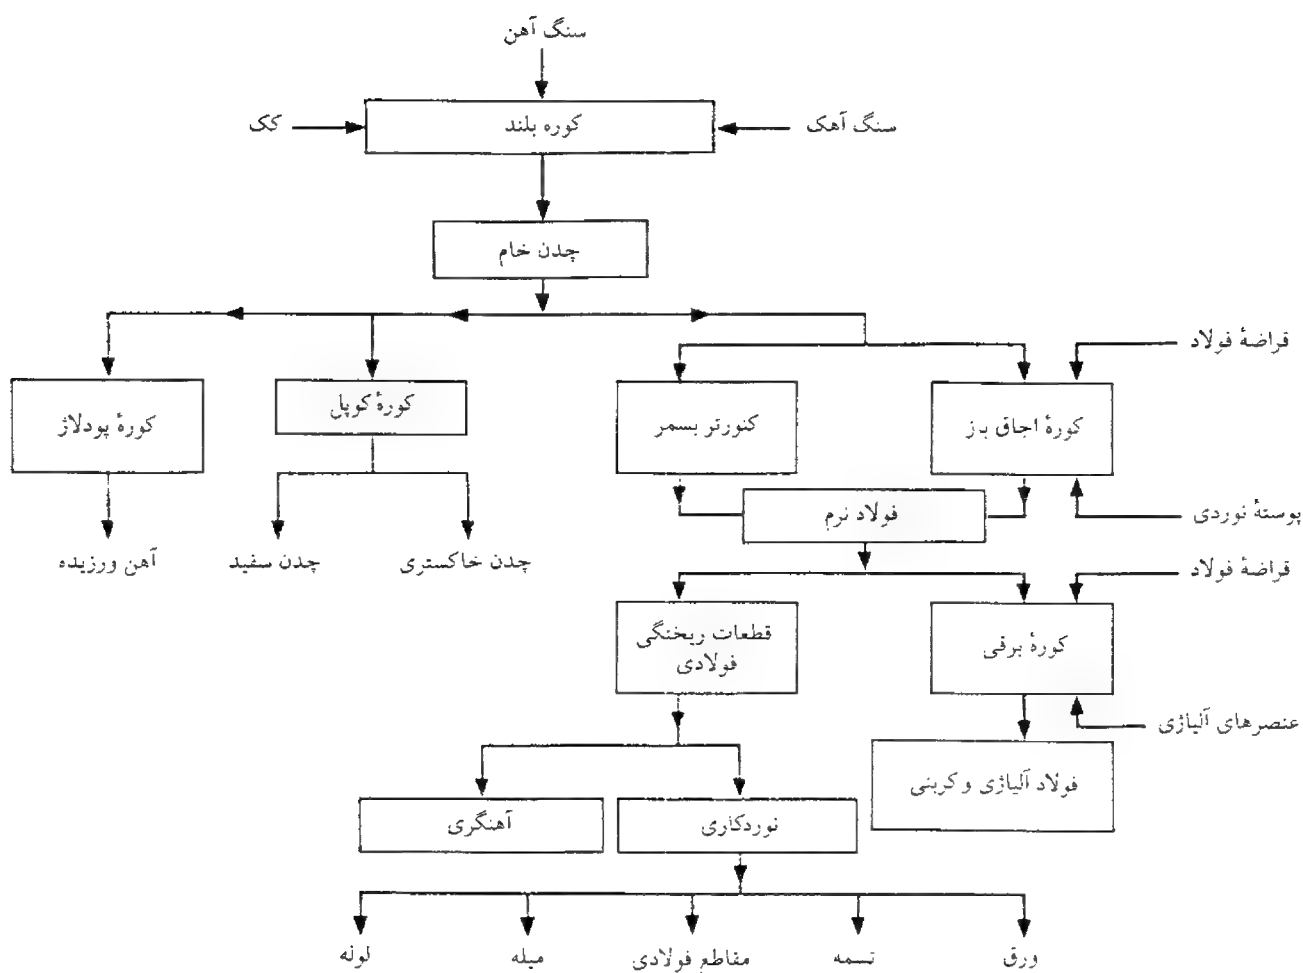 سنگ آهن
سنگ آهک
کوره بلند
کک
چدن خام
قراضهٔ فولاد
کورهٔ اجاق باز
کنورتر بسمر
کورهٔ کوپل
کورهٔ پودلاژ
پوستهٔ نوردی
فولاد نرم
چدن خاکستری
چدن سفید
آهن ورزیده
قراضهٔ فولاد
کورهٔ برقی
قطعات ریختگی
فولادی
عنصرهای آلیاژی
فولاد آلیاژی و کربنی
نوردکاری
آهنگری
ورق
تسمه
مقاطع فولادی
میله
لوله